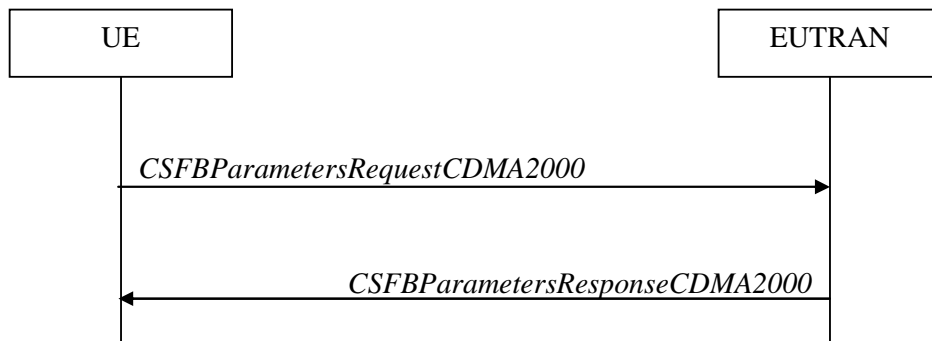 UE
EUTRAN
CSFBParametersRequestCDMA2000
CSFBParametersResponseCDMA2000